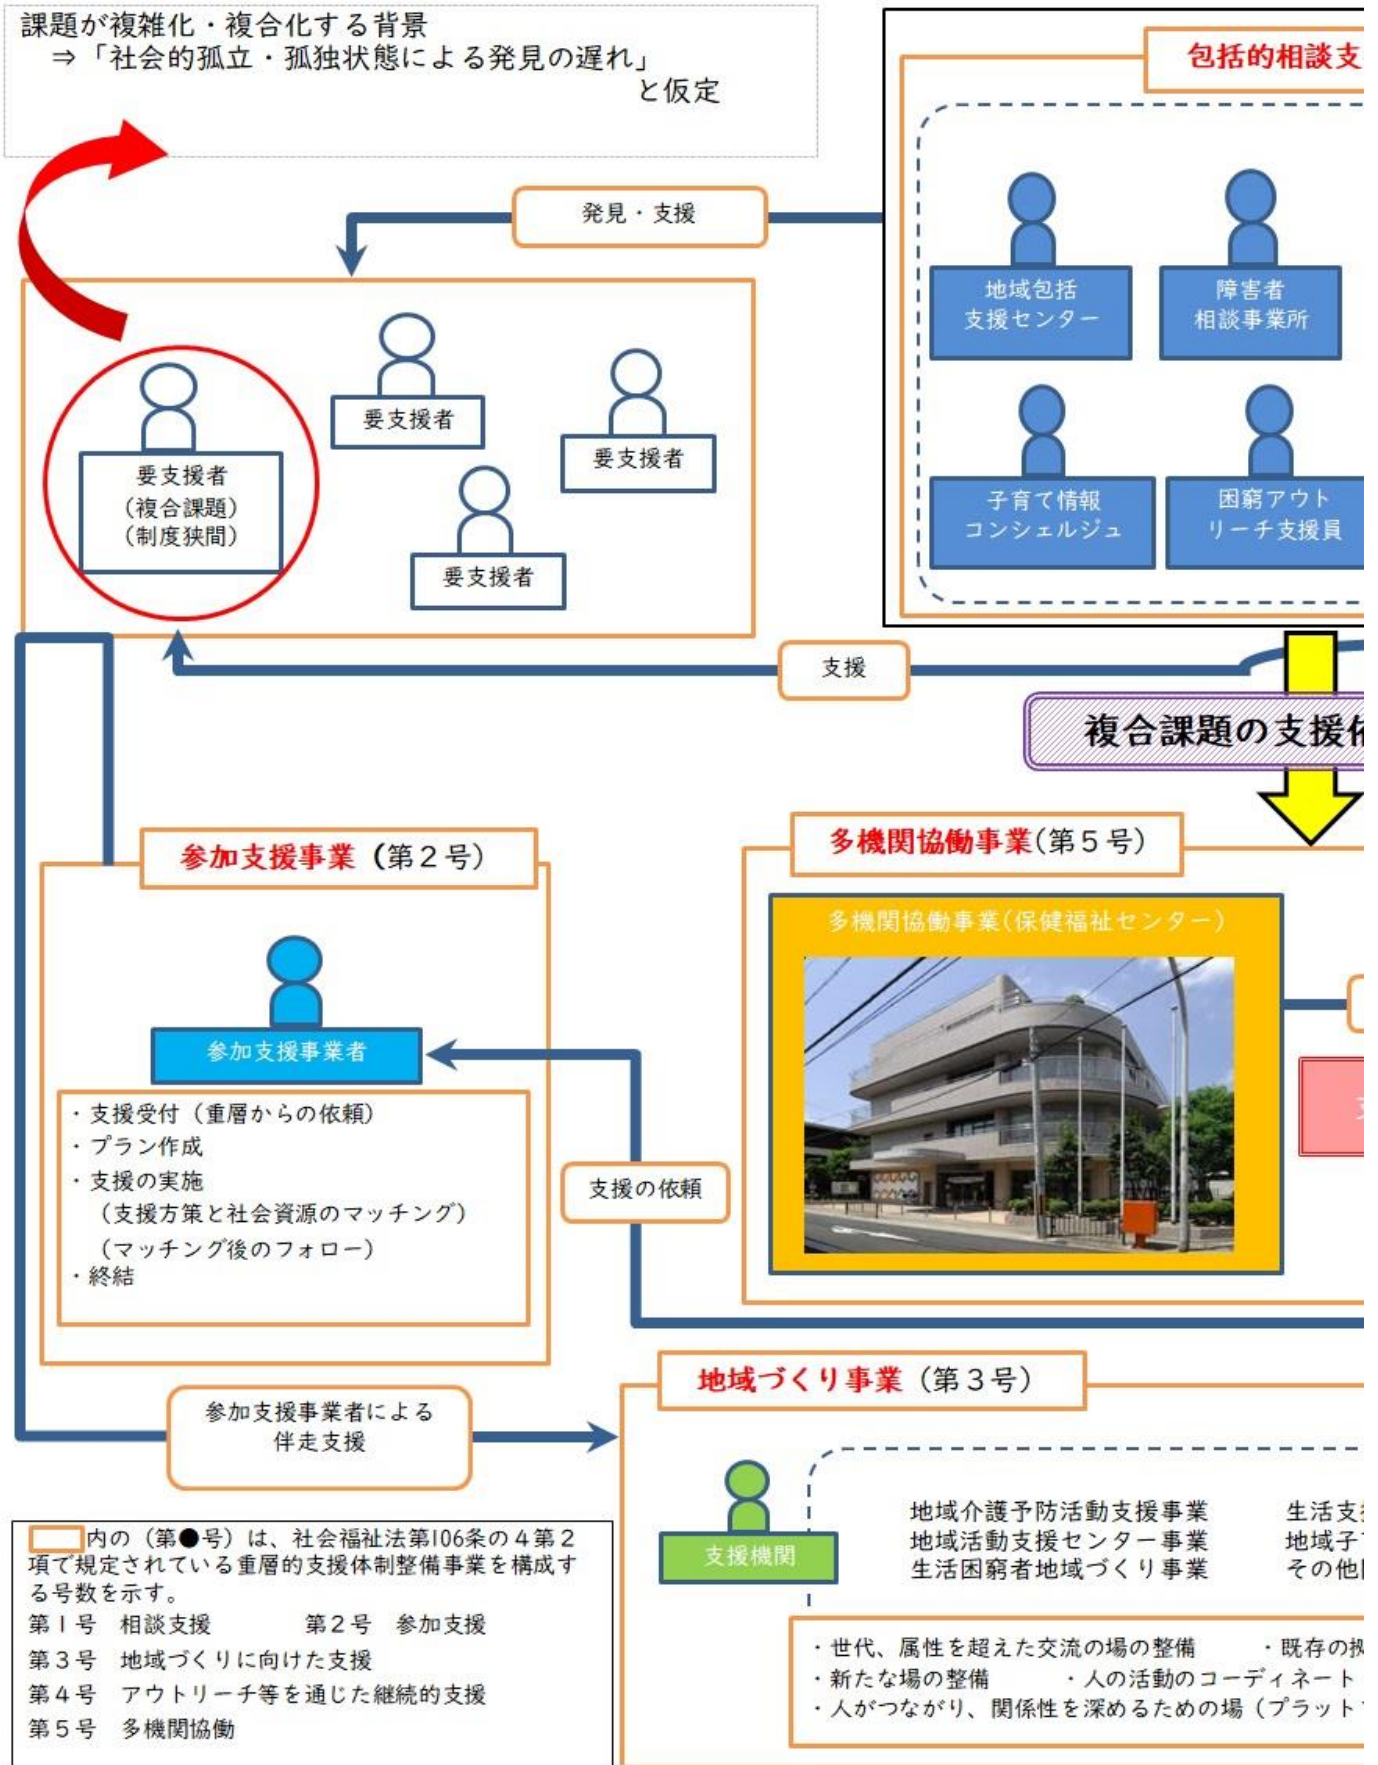 課題が複雑化・複合化する背景
⇒「社会的孤立・孤独状態による発見の遅れ」
と仮定
包括的相談支
発見・支援
地域包括
支援センター
障害者
相談事業所
子育て情報
コンシェルジュ
困窮アウト
リーチ支援員
要支援者
要支援者
要支援者
(複合課題)
(制度狭間)
要支援者
支援
複合課題の支援
参加支援事業(第2号)
多機関協働事業(第5号)
多機関協働事業(保健福祉センター)
参加支援事業者
・支援受付(重層からの依頼)
・プラン作成
・支援の実施
(支援方策と社会資源のマッチング)
(マッチング後のフォロー)
・終結
支援の依頼
地域づくり事業(第3号)
参加支援事業者による
伴走支援
支援機関
地域介護予防活動支援事業 生活支
地域活動支援センター事業 地域子
生活困窮者地域づくり事業 その他
・世代、属性を超えた交流の場の整備 ・既存の
・新たな場の整備 ・人の活動のコーディネート
・人がつながり、関係性を深めるための場(プラット
内の(第●号)は、社会福祉法第106条の4第2
項で規定されている重層的支援体制整備事業を構成す
る号数を示す。
第1号 相談支援 第2号 参加支援
第3号 地域づくりに向けた支援
第4号 アウトリーチ等を通じた継続的支援
第5号 多機関協働